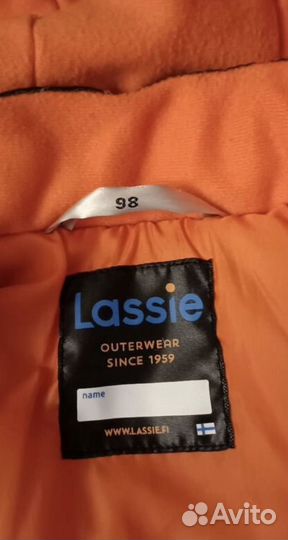 98
Lassie
OUTERWEAR
SINCE 1959
name
WWW.LASSIE.FI
Avito